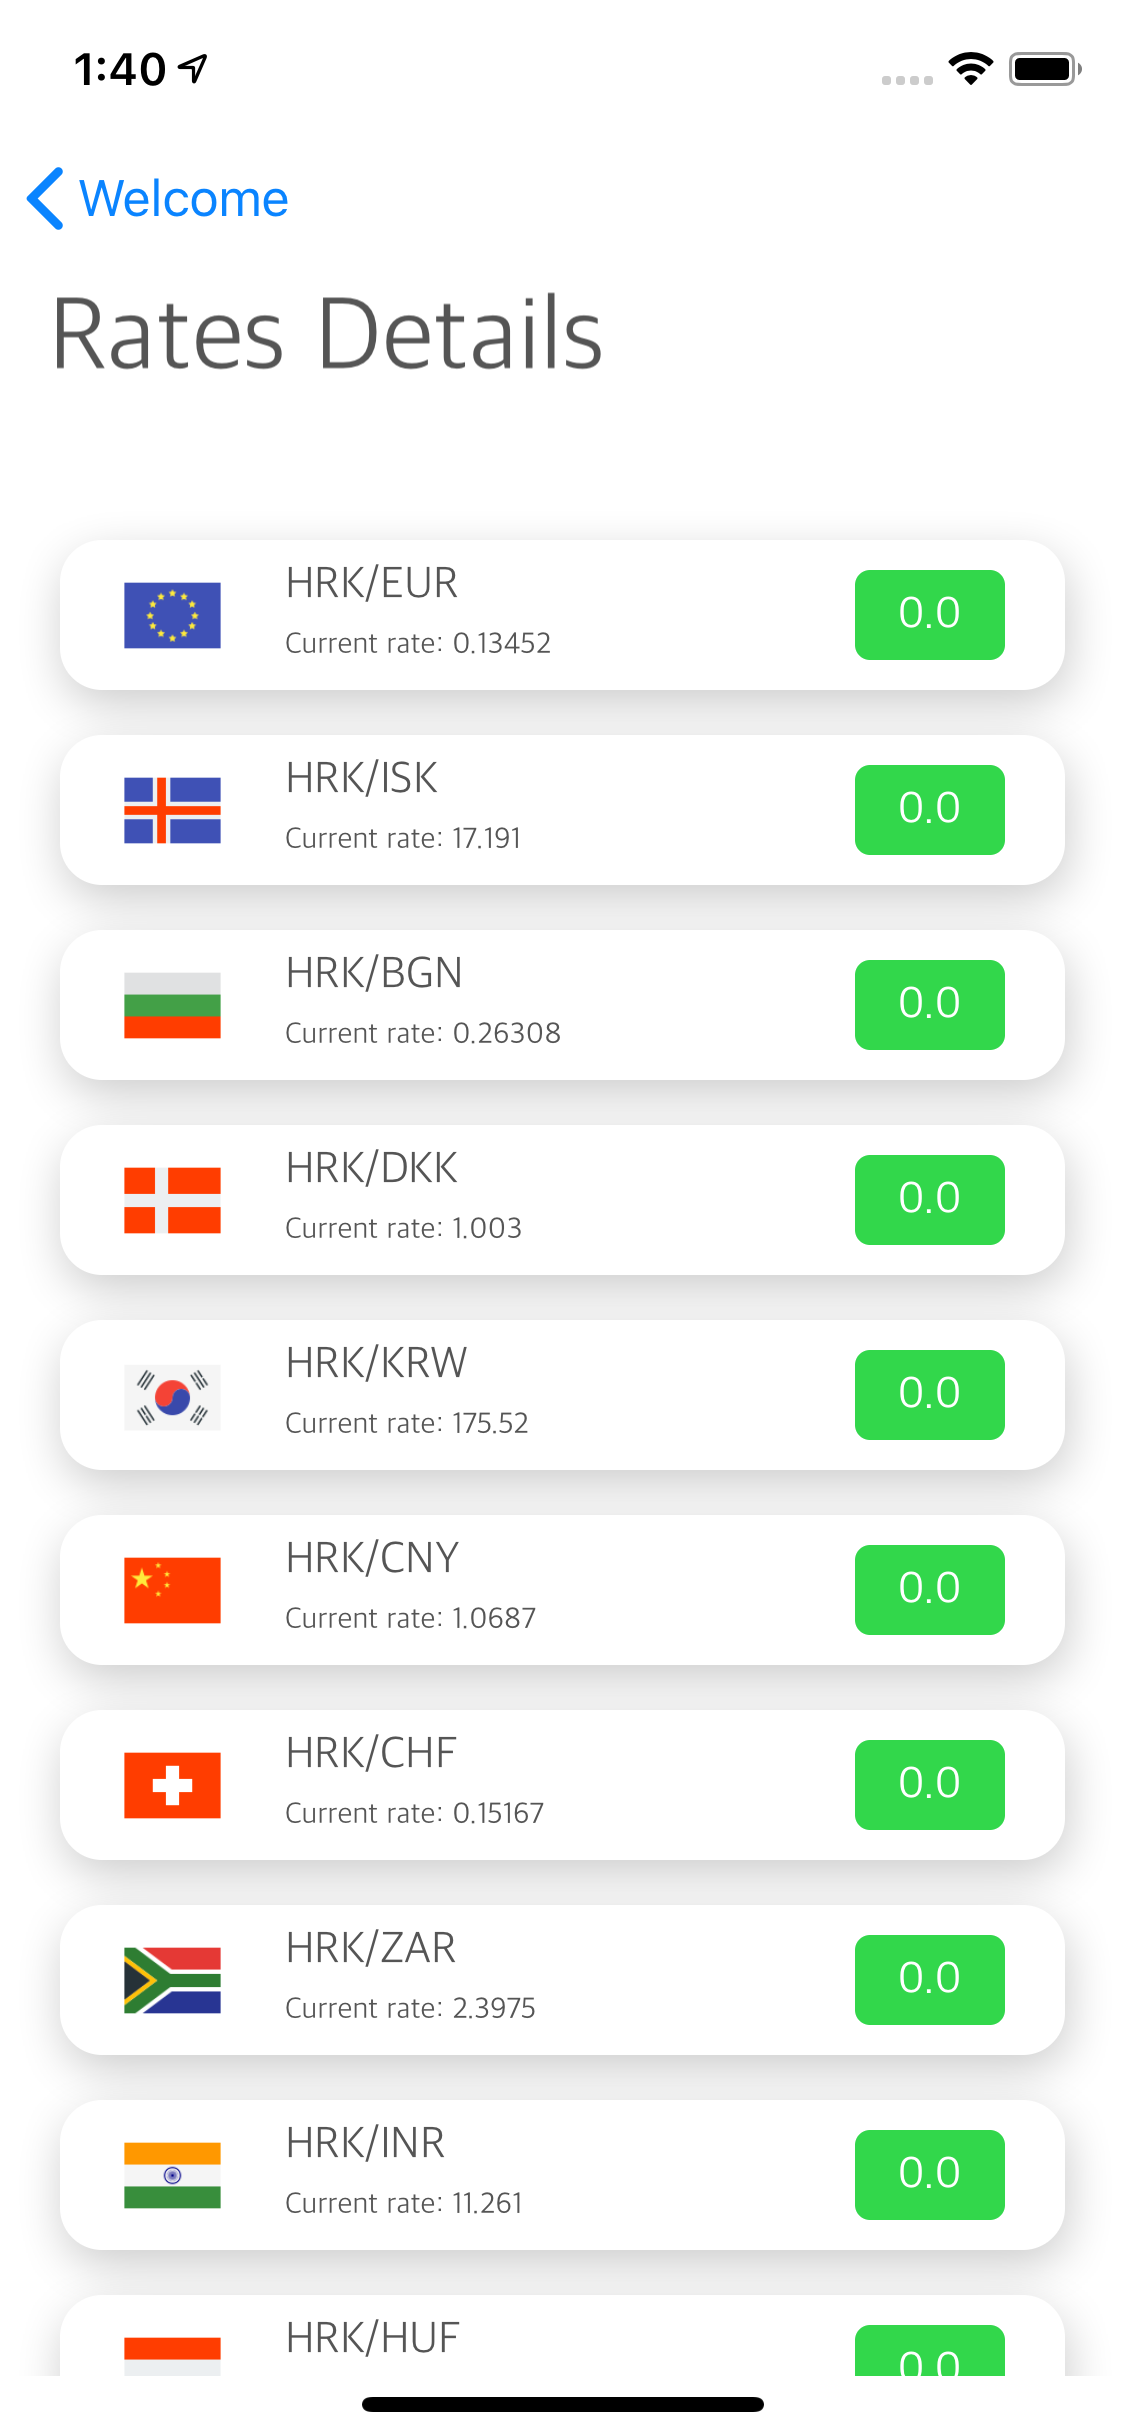 1:40
Welcome
Rates Details
HRK/EUR
Current rate: 0.13452
0.0
HRK/ISK
Current rate: 17.191
0.0
HRK/BGN
Current rate: 0.26308
0.0
HRK/DKK
Current rate: 1.003
0.0
HRK/KRW
Current rate: 175.52
0.0
HRK/CNY
Current rate: 1.0687
0.0
HRK/CHF
Current rate: 0.15167
0.0
HRK/ZAR
Current rate: 2.3975
0.0
HRK/INR
Current rate: 11.261
0.0
HRK/HUF
0.0